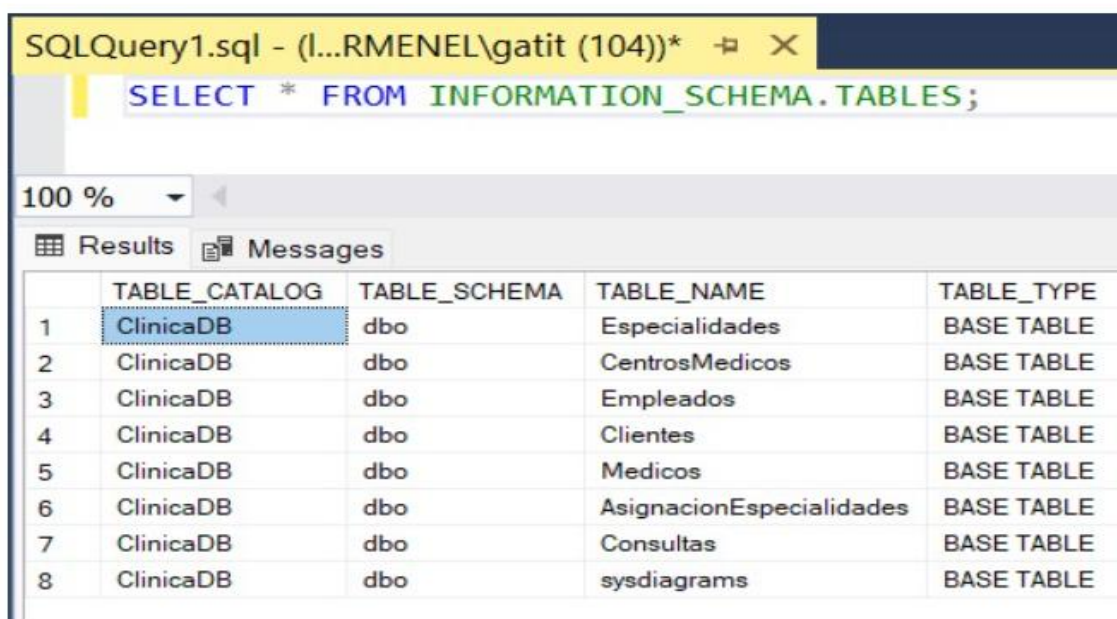 SQLQuery1.sql - (l...RMENEL\gatit (104))*
SELECT * FROM INFORMATION_SCHEMA.TABLES;
100 %
Results Messages
TABLE_CATALOG TABLE_SCHEMA TABLE_NAME TABLE_TYPE
1 ClinicaDB dbo Especialidades BASE TABLE
2 ClinicaDB dbo CentrosMedicos BASE TABLE
3 ClinicaDB dbo Empleados BASE TABLE
4 ClinicaDB dbo Clientes BASE TABLE
5 ClinicaDB dbo Medicos BASE TABLE
6 ClinicaDB dbo AsignacionEspecialidades BASE TABLE
7 ClinicaDB dbo Consultas BASE TABLE
8 ClinicaDB dbo sysdiagrams BASE TABLE